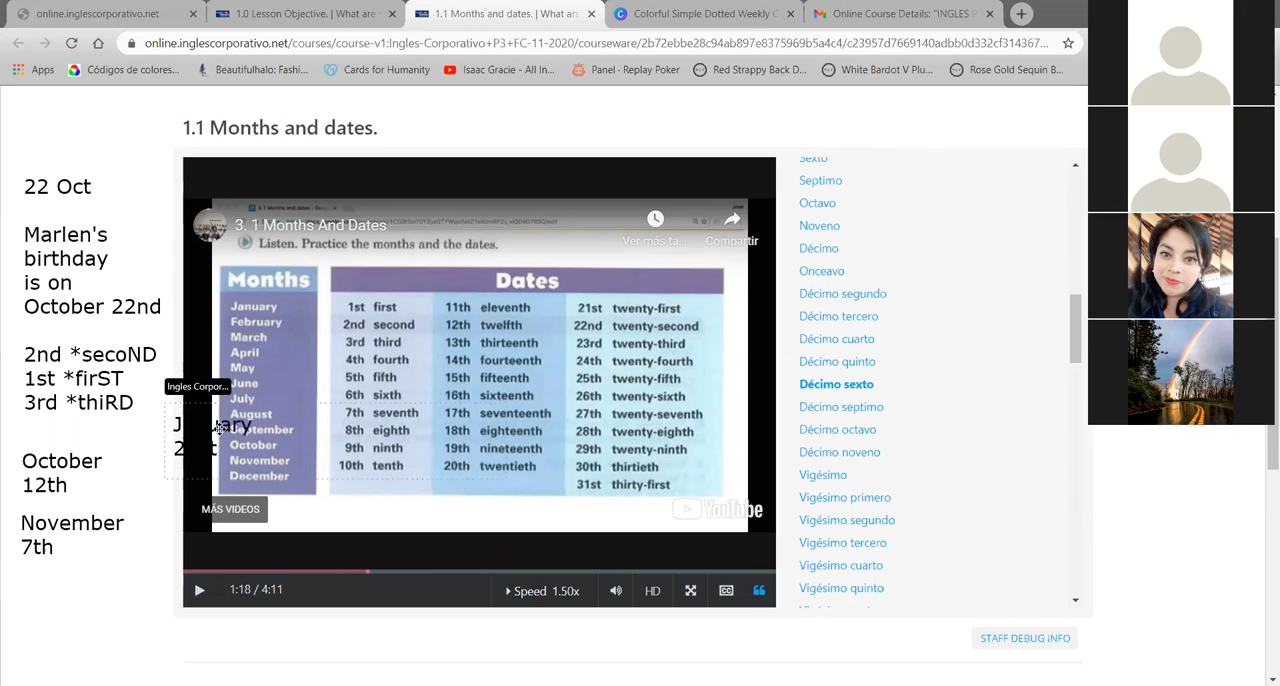 online.inglescorporativo.net
1.0 Lesson Objective. | What are
1.1 Months and dates. | What are
Colorful Simple Dotted Weekly C
Online Course Details: "INGLES P
online.inglescorporativo.net/courses/course-v1:Ingles-Corporativo+P3+FC-11-2020/courseware/2b72ebbe28c94ab897e8375969b5a4c4/c23957d7669140adbb0d332cf314367...
Apps
Códigos de colores...
Beautifulhalo: Fashi...
Cards for Humanity
Isaac Gracie - All In...
Panel · Replay Poker
Red Strappy Back D...
White Bardot V Plu...
Rose Gold Sequin B...
1.1 Months and dates.
22 Oct
Marlen's
birthday
is on
October 22nd
2nd *secoND
1st *firST
3rd *thiRD
Ingles Corpor...
January
October
12th
November
7th
3. 1 Months And Dates
Ver más ta...
Compartir
Listen. Practice the months and the dates.
Months
January
February
March
April
May
June
July
August
September
October
November
December
Dates
1st first
2nd second
3rd third
4th fourth
5th fifth
6th sixth
7th seventh
8th eighth
9th ninth
10th tenth
11th eleventh
12th twelfth
13th thirteenth
14th fourteenth
15th fifteenth
16th sixteenth
17th seventeenth
18th eighteenth
19th nineteenth
20th twentieth
21st twenty-first
22nd twenty-second
23rd twenty-third
24th twenty-fourth
25th twenty-fifth
26th twenty-sixth
27th twenty-seventh
28th twenty-eighth
29th twenty-ninth
30th thirtieth
31st thirty-first
MÁS VIDEOS
YouTube
1:18 / 4:11
Speed 1.50x
HD
Sexto
Septimo
Octavo
Noveno
Décimo
Onceavo
Décimo segundo
Décimo tercero
Décimo cuarto
Décimo quinto
Décimo sexto
Décimo septimo
Décimo octavo
Décimo noveno
Vigésimo
Vigésimo primero
Vigésimo segundo
Vigésimo tercero
Vigésimo cuarto
Vigésimo quinto
STAFF DEBUG INFO